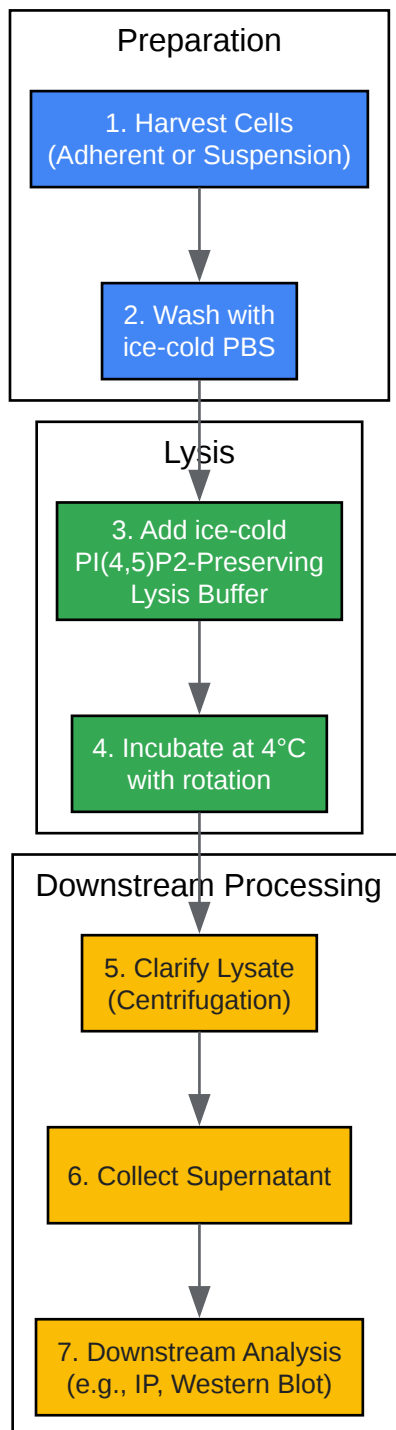 Preparation
1. Harvest Cells
(Adherent or Suspension)
2. Wash with
ice-cold PBS
Lysis
3. Add ice-cold
PI(4,5)P2-Preserving
Lysis Buffer
4. Incubate at 4°C
with rotation
Downstream Processing
5. Clarify Lysate
(Centrifugation)
6. Collect Supernatant
7. Downstream Analysis
(e.g., IP, Western Blot)